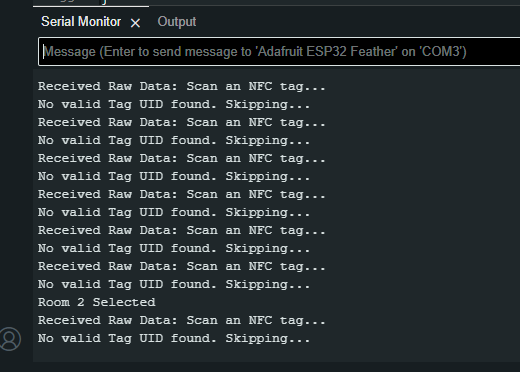 Serial Monitor × Output
Message (Enter to send message to 'Adafruit ESP32 Feather' on 'COM3')
Received Raw Data: Scan an NFC tag...
No valid Tag UID found. Skipping...
Received Raw Data: Scan an NFC tag...
No valid Tag UID found. Skipping...
Received Raw Data: Scan an NFC tag...
No valid Tag UID found. Skipping...
Received Raw Data: Scan an NFC tag...
No valid Tag UID found. Skipping...
Received Raw Data: Scan an NFC tag...
No valid Tag UID found. Skipping...
Received Raw Data: Scan an NFC tag...
No valid Tag UID found. Skipping...
Room 2 Selected
Received Raw Data: Scan an NFC tag...
No valid Tag UID found. Skipping...